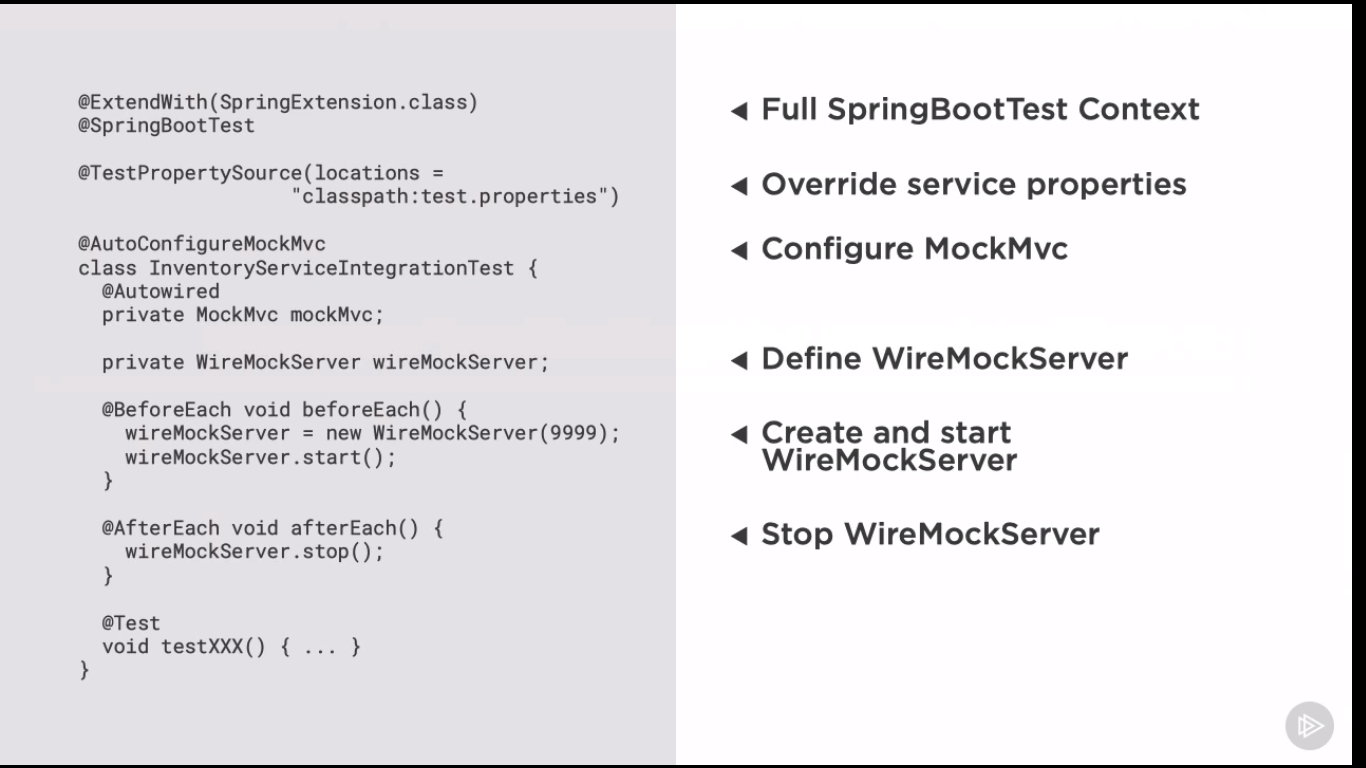 @ExtendWith(SpringExtension.class)
@SpringBootTest
@TestPropertySource(locations =
"classpath:test.properties")
@AutoConfigureMockMvc
class InventoryServiceIntegrationTest {
@Autowired
private MockMvc mockMvc;
private WireMockServer wireMockServer;
@BeforeEach void beforeEach() {
wireMockServer = new WireMockServer(9999);
wireMockServer.start();
}
@AfterEach void afterEach() {
wireMockServer.stop();
}
@Test
void testXXX() { ... }
}
◄ Full SpringBootTest Context
◄ Override service properties
◄ Configure MockMvc
◄ Define WireMockServer
◄ Create and start
WireMockServer
◄ Stop WireMockServer